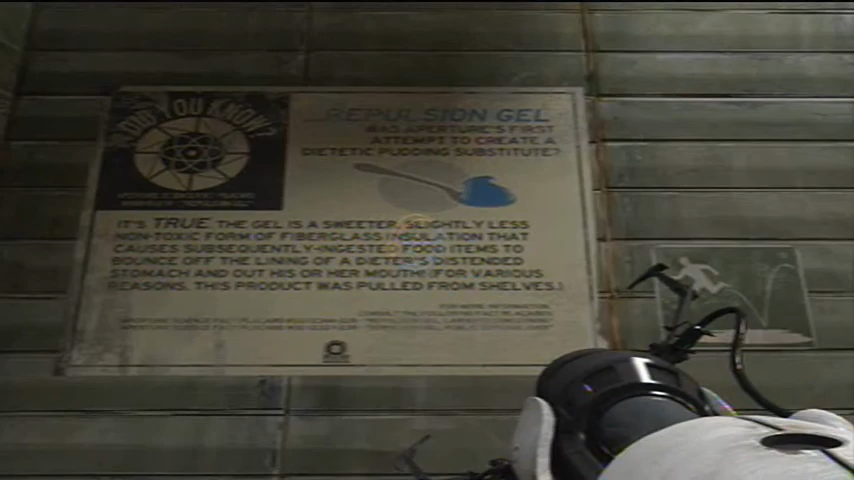 DID YOU KNOW?
REPULSION GEL
WAS APERTURE'S FIRST
ATTEMPT TO CREATE A
DIETETIC PUDDING SUBSTITUTE?
IT'S TRUE. THE GEL IS A SWEETER, SLIGHTLY LESS
NON-TOXIC FORM OF FIBERGLASS INSULATION THAT
CAUSES SUBSEQUENTLY-INGESTED FOOD ITEMS TO
BOUNCE OFF THE LINING OF A DIETER'S DISTENDED
STOMACH AND OUT HIS OR HER MOUTH. (FOR VARIOUS
REASONS, THIS PRODUCT WAS PULLED FROM SHELVES.)
FOR MORE INFORMATION,